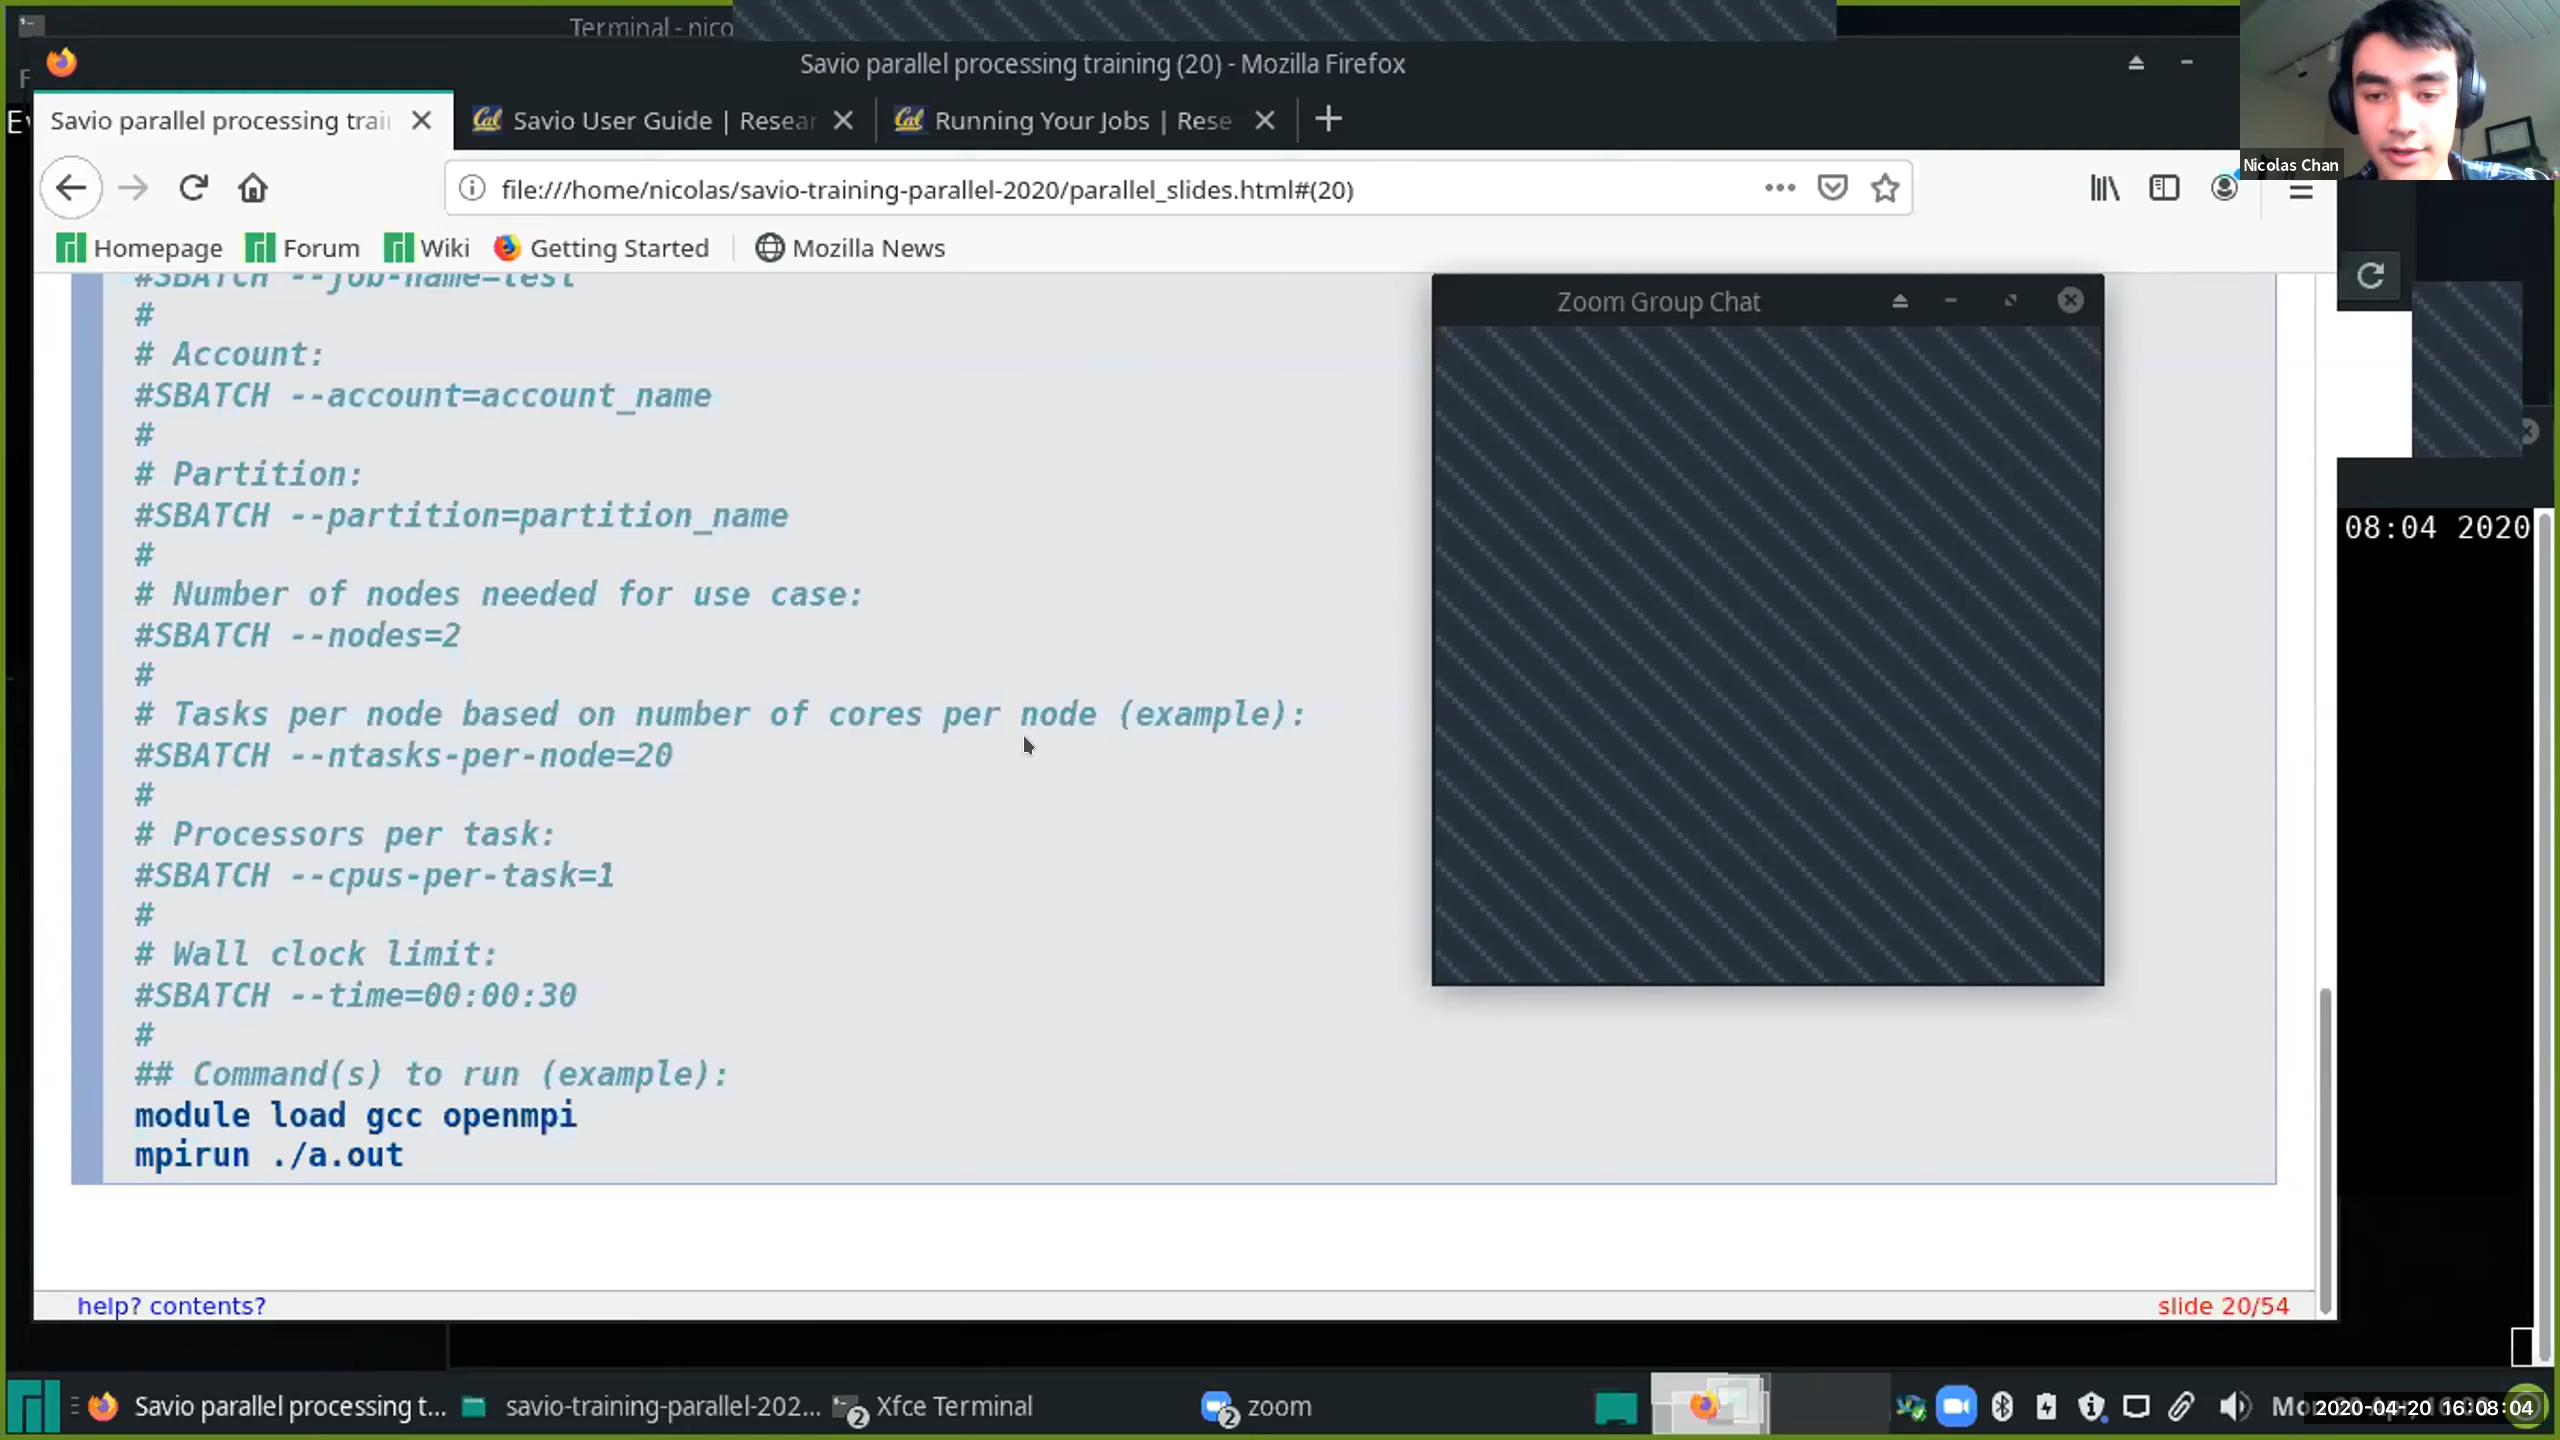 Terminal - nico
Savio parallel processing training (20) - Mozilla Firefox
Savio parallel processing trai
Savio User Guide | Resear
Running Your Jobs | Rese
Nicolas Chan
file:///home/nicolas/savio-training-parallel-2020/parallel_slides.html#(20)
Homepage Forum Wiki Getting Started Mozilla News
#SBATCH --job-name=test
#
# Account:
#SBATCH --account=account_name
#
# Partition:
#SBATCH --partition=partition_name
#
# Number of nodes needed for use case:
#SBATCH --nodes=2
#
# Tasks per node based on number of cores per node (example):
#SBATCH --ntasks-per-node=20
#
# Processors per task:
#SBATCH --cpus-per-task=1
#
# Wall clock limit:
#SBATCH --time=00:00:30
#
## Command(s) to run (example):
module load gcc openmpi
mpirun ./a.out
Zoom Group Chat
08:04 2020
help? contents?
slide 20/54
Savio parallel processing t...
savio-training-parallel-202...
2 Xfce Terminal
2 zoom
2020-04-20 16:08:04